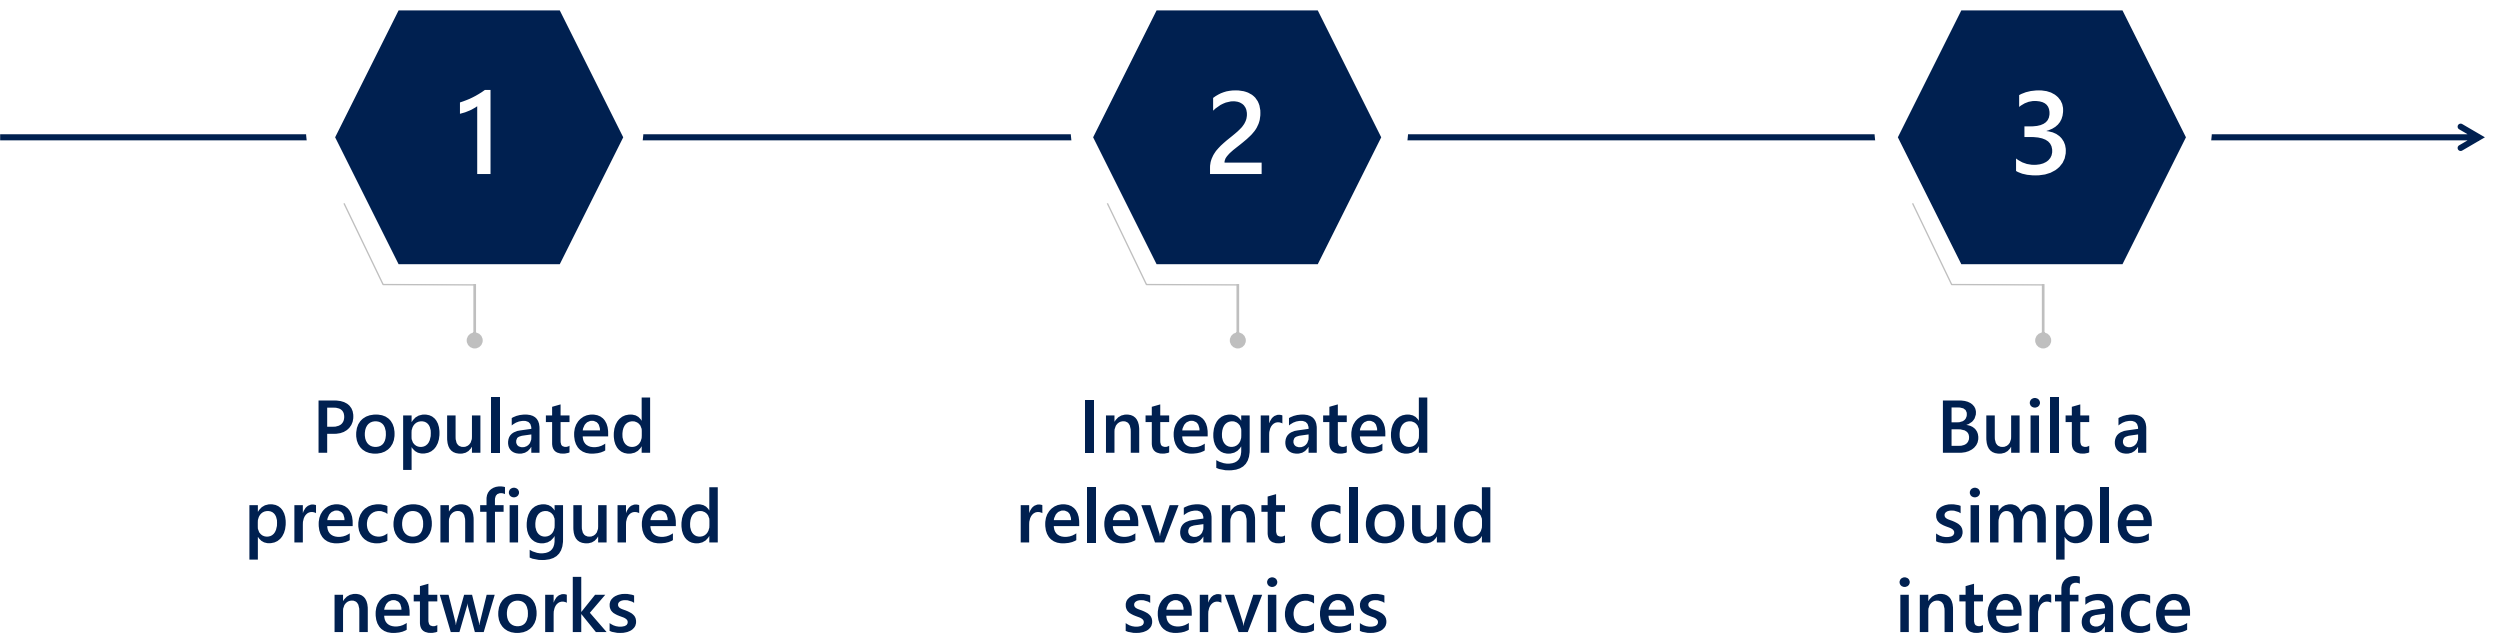 1
2
3
Populated
preconfigured
networks
Integrated
relevant cloud
services
Built a
simple
interface